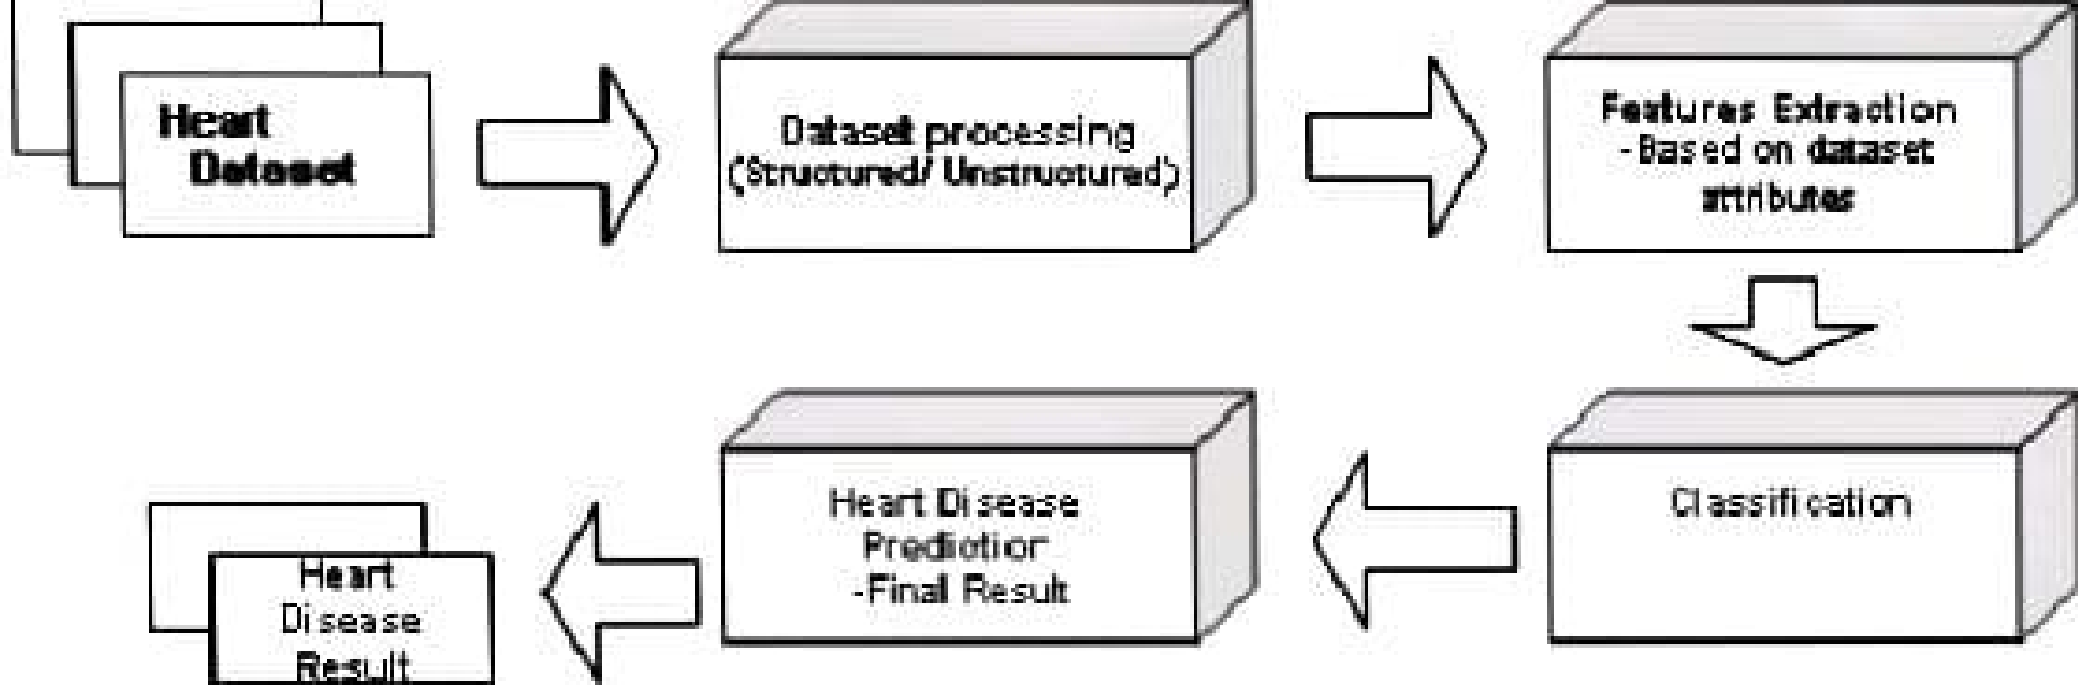 Heart
Dataset
Dataset processing
(Structured/ Unstructured)
Features Extraction
-Based on dataset
attributes
Classification
Heart Disease
Prediction
-Final Result
Heart
Disease
Result